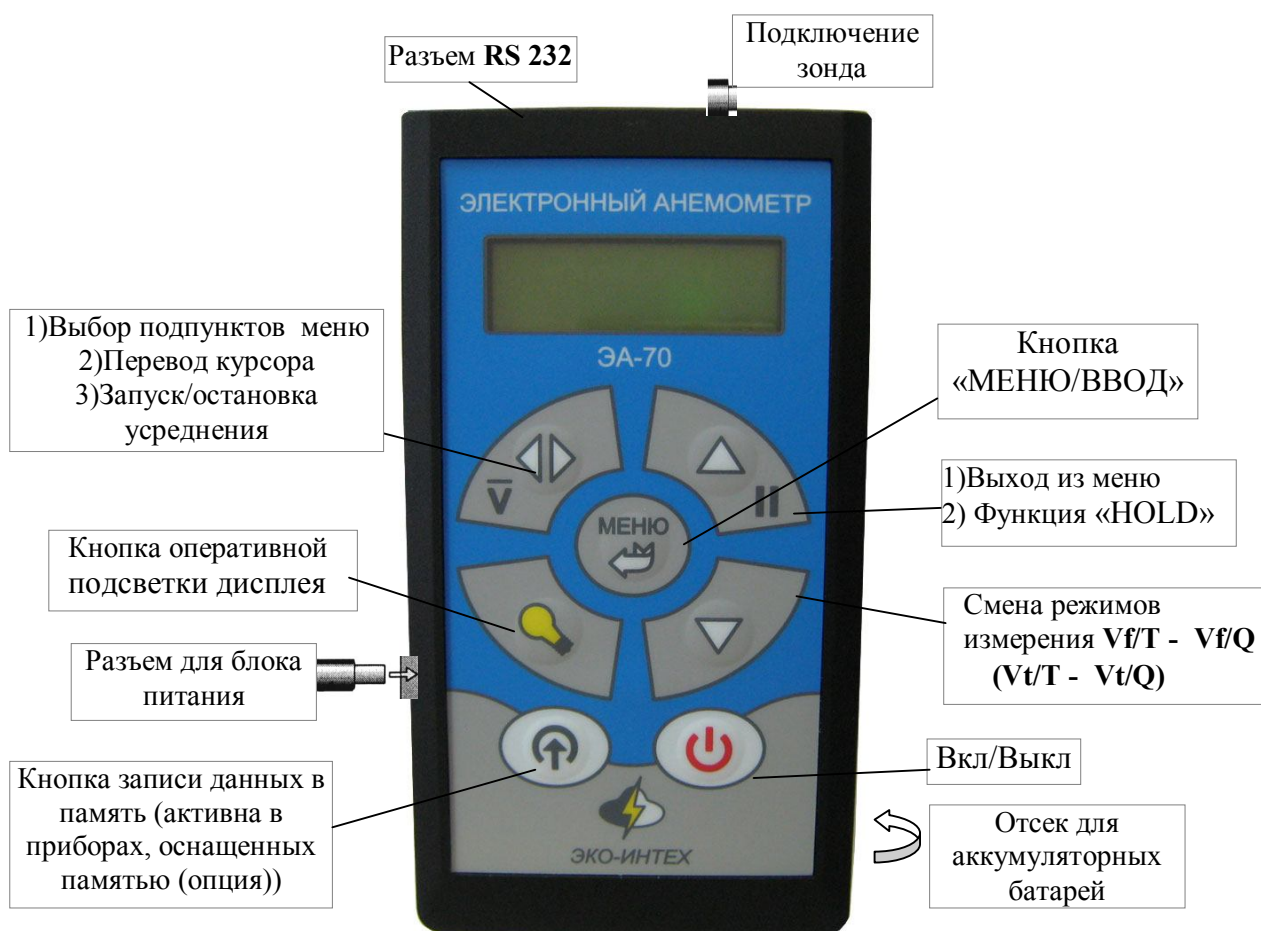 Разъем RS 232
Подключение
зонда
ЭЛЕКТРОННЫЙ АНЕМОМЕТР
ЭА-70
1)Выбор подпунктов меню
2)Перевод курсора
3)Запуск/остановка
усреднения
Кнопка
«МЕНЮ/ВВОД»
V
МЕНЮ
1)Выход из меню
2) Функция «HOLD»
Кнопка оперативной
подсветки дисплея
Смена режимов
измерения Vf/T - Vf/Q
(Vt/T - Vt/Q)
Разъем для блока
питания
Вкл/Выкл
Кнопка записи данных в
память (активна в
приборах, оснащенных
памятью (опция))
Отсек для
аккумуляторных
батарей
ЭКО-ИНТЕХ